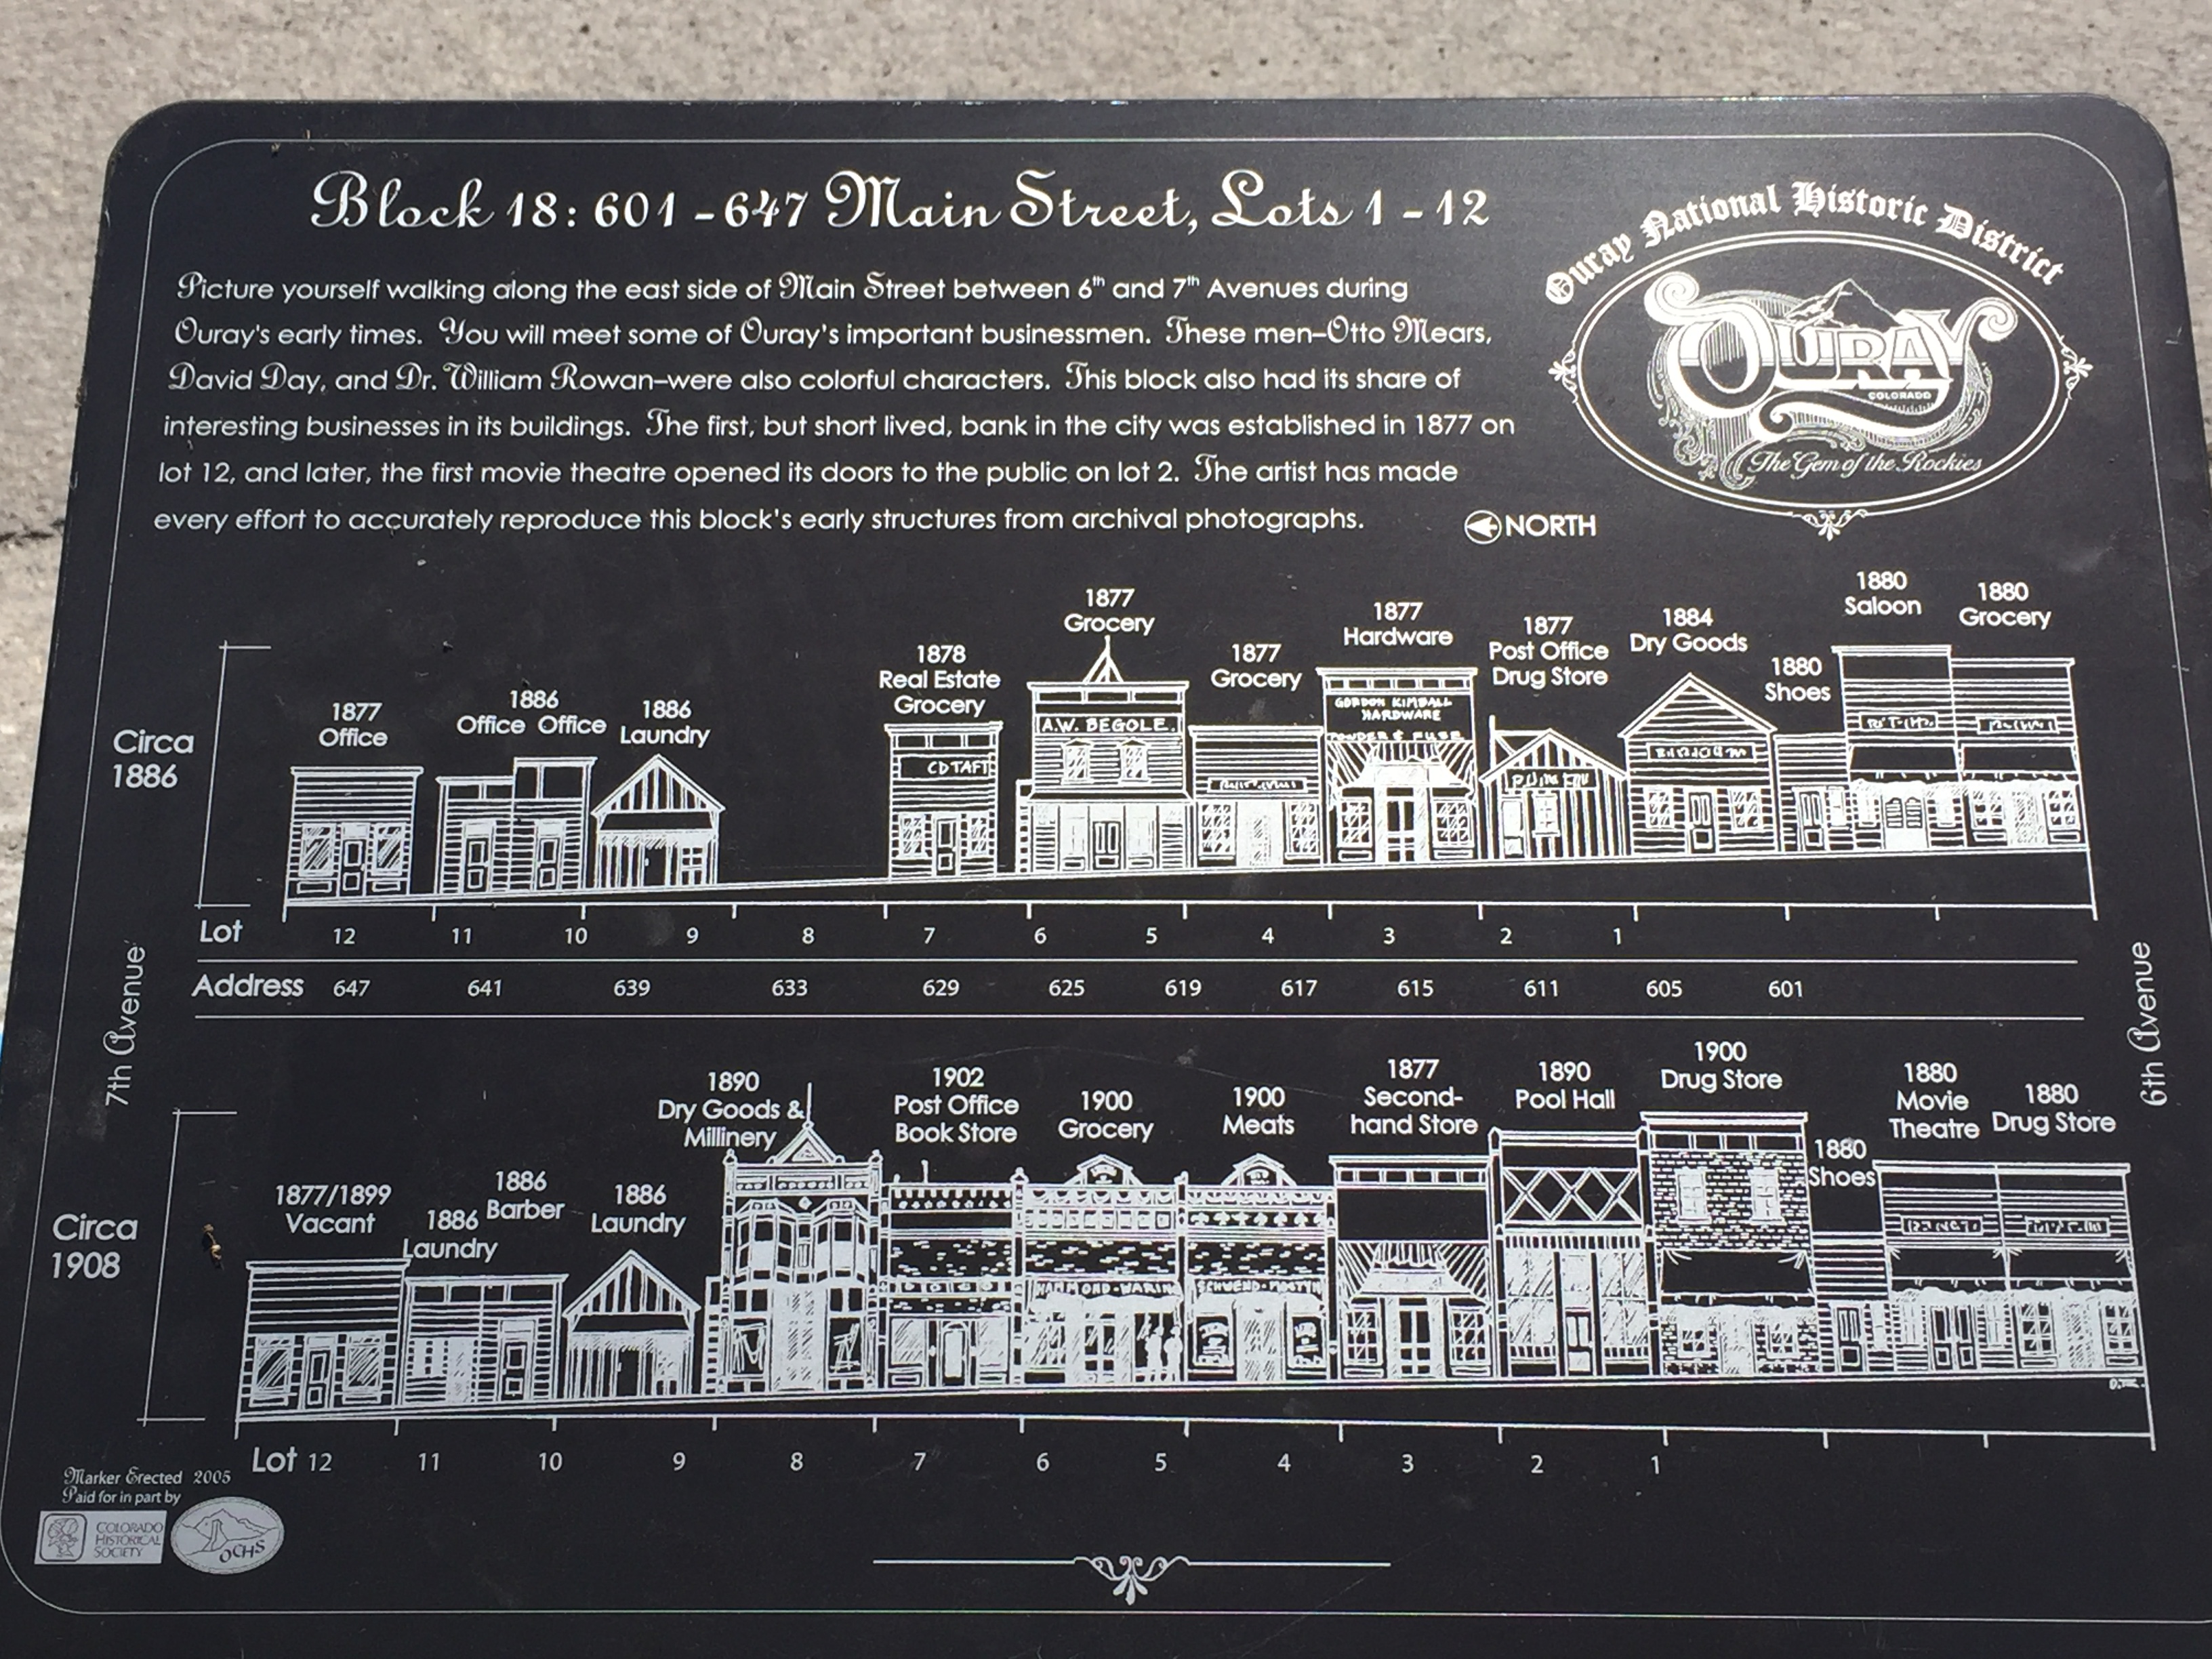 Block 18: 601 - 647 Main Street, Lots 1 - 12
Ouray National Historic District
OURAY
COLORADO
The Gem of the Rockies
Picture yourself walking along the east side of Main Street between 6th and 7th Avenues during
Ouray's early times. You will meet some of Ouray's important businessmen. These men–Otto Mears,
David Day, and Dr. William Rowan–were also colorful characters. This block also had its share of
interesting businesses in its buildings. The first, but short lived, bank in the city was established in 1877 on
lot 12, and later, the first movie theatre opened its doors to the public on lot 2. The artist has made
every effort to accurately reproduce this block's early structures from archival photographs.
NORTH
Circa
1886
1877
Office
1886
Office Office
1886
Laundry
1878
Real Estate
Grocery
1877
Grocery
1877
Grocery
1877
Hardware
1877
Post Office
Drug Store
1884
Dry Goods
1880
Shoes
1880
Saloon
1880
Grocery
CD TAFT
A.W. BEGOLE.
GORDON KIMBALL
HARDWARE
POWDER & FUSE
Lot 12 11 10 9 8 7 6 5 4 3 2 1
Address 647 641 639 633 629 625 619 617 615 611 605 601
7th Avenue
6th Avenue
Circa
1908
1877/1899
Vacant
1886
Laundry
1886
Barber
1886
Laundry
1890
Dry Goods &
Millinery
1902
Post Office
Book Store
1900
Grocery
1900
Meats
1877
Second-
hand Store
1890
Pool Hall
1900
Drug Store
1880
Shoes
1880
Movie
Theatre
1880
Drug Store
HAMMOND - WARING
SCHWEND - MOSTYN
Lot 12 11 10 9 8 7 6 5 4 3 2 1
Marker Erected 2005
Paid for in part by
COLORADO
HISTORICAL
SOCIETY
OCHS